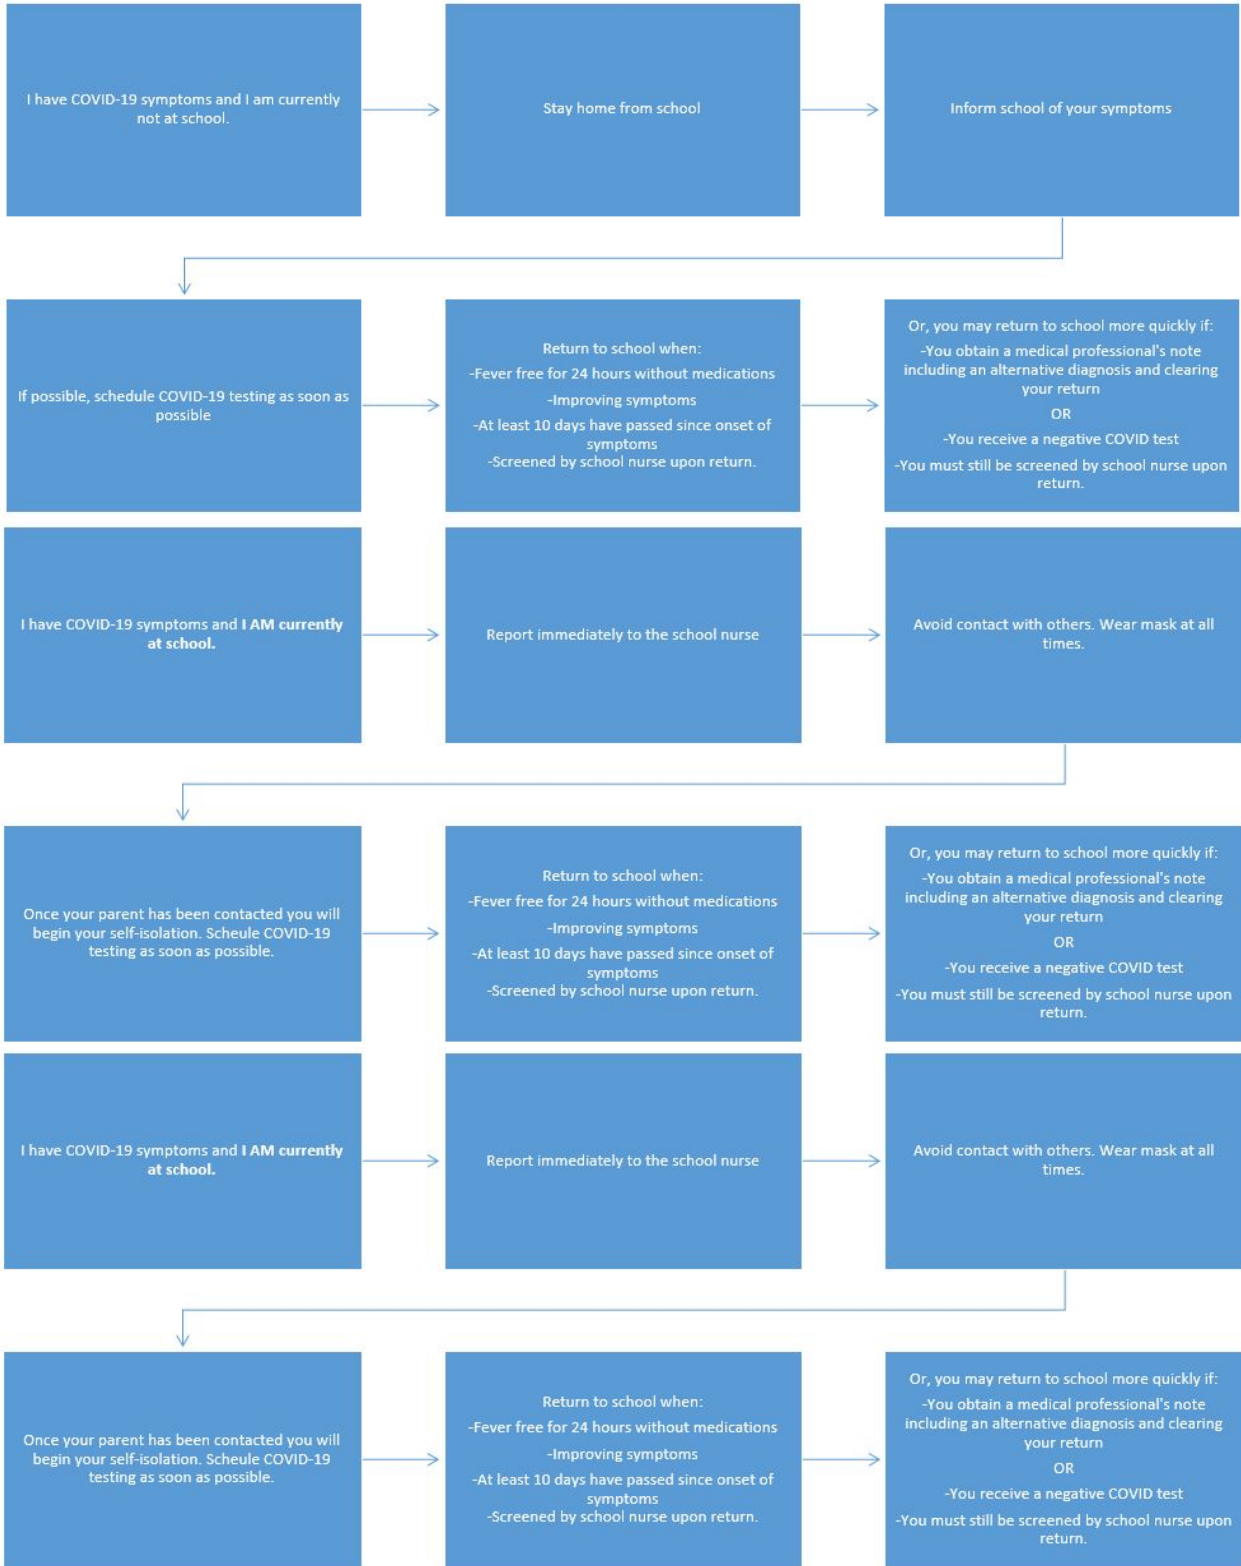 I have COVID-19 symptoms and I am currently
not at school.
Stay home from school
Inform school of your symptoms
If possible, schedule COVID-19 testing as soon as
possible
Return to school when:
-Fever free for 24 hours without medications
-Improving symptoms
-At least 10 days have passed since onset of
symptoms
-Screened by school nurse upon return.
Or, you may return to school more quickly if:
-You obtain a medical professional's note
including an alternative diagnosis and clearing
your return
OR
-You receive a negative COVID test
-You must still be screened by school nurse upon
return.
I have COVID-19 symptoms and I AM currently
at school.
Report immediately to the school nurse
Avoid contact with others. Wear mask at all
times.
Once your parent has been contacted you will
begin your self-isolation. Scheule COVID-19
testing as soon as possible.
Return to school when:
-Fever free for 24 hours without medications
-Improving symptoms
-At least 10 days have passed since onset of
symptoms
-Screened by school nurse upon return.
Or, you may return to school more quickly if:
-You obtain a medical professional's note
including an alternative diagnosis and clearing
your return
OR
-You receive a negative COVID test
-You must still be screened by school nurse upon
return.
I have COVID-19 symptoms and I AM currently
at school.
Report immediately to the school nurse
Avoid contact with others. Wear mask at all
times.
Once your parent has been contacted you will
begin your self-isolation. Scheule COVID-19
testing as soon as possible.
Return to school when:
-Fever free for 24 hours without medications
-Improving symptoms
-At least 10 days have passed since onset of
symptoms
-Screened by school nurse upon return.
Or, you may return to school more quickly if:
-You obtain a medical professional's note
including an alternative diagnosis and clearing
your return
OR
-You receive a negative COVID test
-You must still be screened by school nurse upon
return.